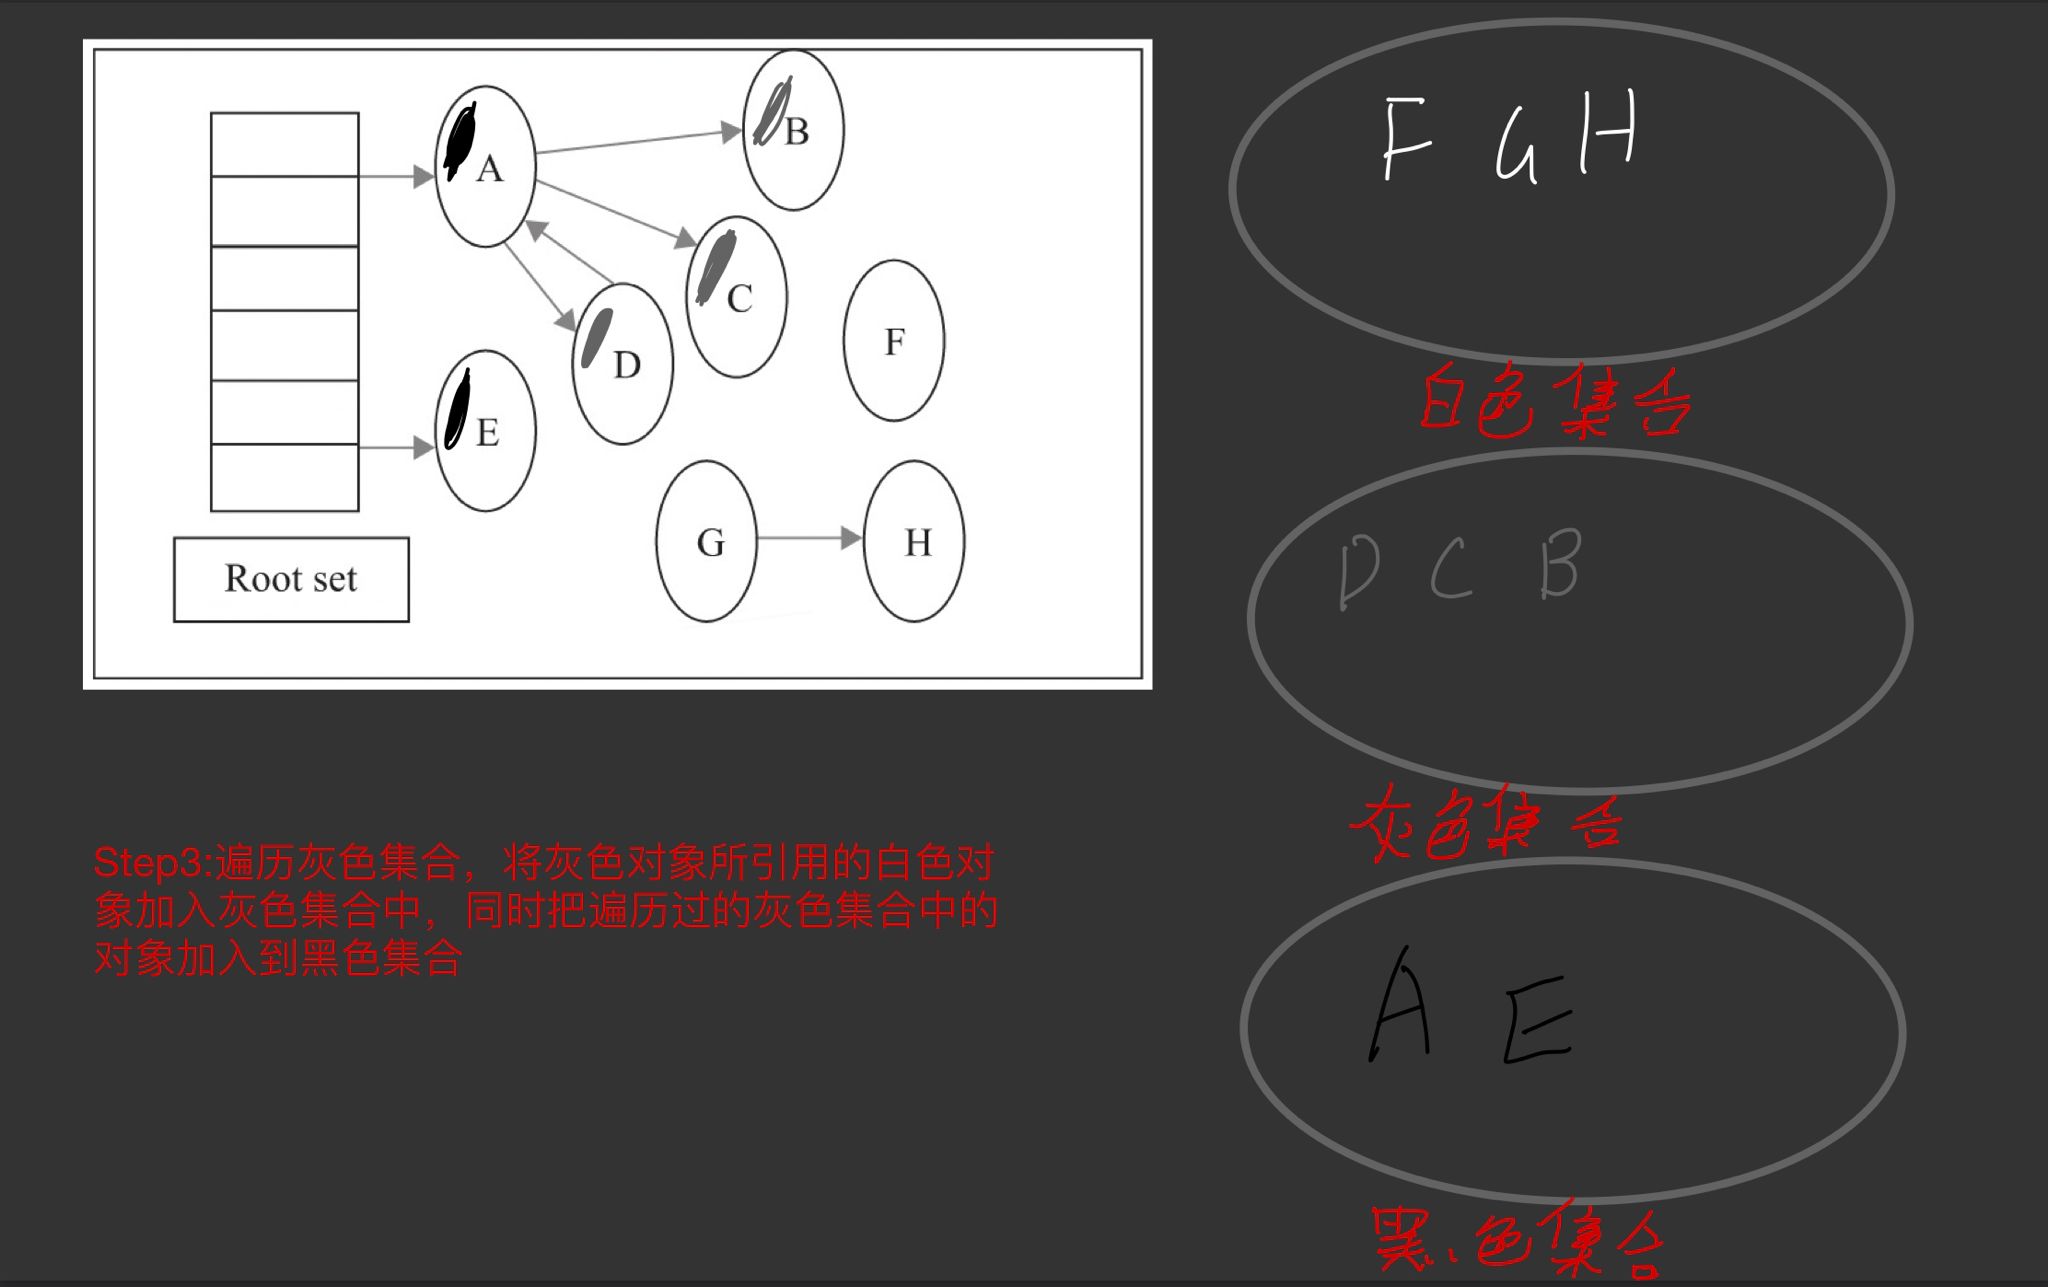 A
B
C
D
E
F
G
H
Root set
F G H
白色集合
D C B
灰色集合
A E
黑色集合
Step3:遍历灰色集合，将灰色对象所引用的白色对
象加入灰色集合中，同时把遍历过的灰色集合中的
对象加入到黑色集合